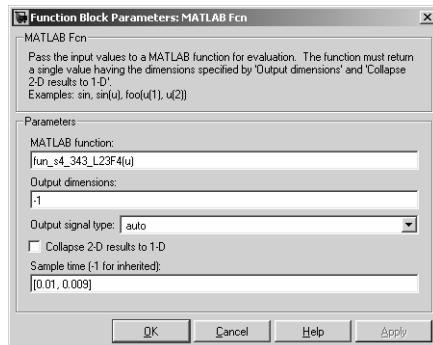 Function Block Parameters: MATLAB Fcn
MATLAB Fcn
Pass the input values to a MATLAB function for evaluation. The function must return
a single value having the dimensions specified by 'Output dimensions' and 'Collapse
2-D results to 1-D'.
Examples: sin, sin(u), foo(u(1), u(2))
Parameters
MATLAB function:
fun_s4_343_L23F4(u)
Output dimensions:
-1
Output signal type: auto
Collapse 2-D results to 1-D
Sample time (-1 for inherited):
[0.01, 0.009]
OK Cancel Help Apply